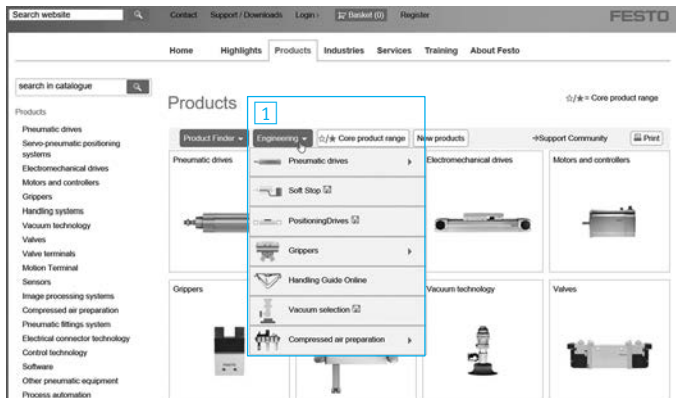 Search website
Contact Support / Downloads Login Basket (0) Register
FESTO
Home Highlights Products Industries Services Training About Festo
search in catalogue
Products
Pneumatic drives
Servo-pneumatic positioning
systems
Electromechanical drives
Motors and controllers
Grippers
Handling systems
Vacuum technology
Valves
Valve terminals
Motion Terminal
Sensors
Image processing systems
Compressed air preparation
Pneumatic fittings system
Electrical connector technology
Control technology
Software
Other pneumatic equipment
Process automation
Products
☆/★ = Core product range
1
Product Finder Engineering ☆/★ Core product range New products →Support Community Print
Pneumatic drives
Pneumatic drives
Soft Stop
PositioningDrives
Grippers
Handling Guide Online
Vacuum selection
Compressed air preparation
Electromechanical drives
Motors and controllers
Grippers
Vacuum technology
Valves